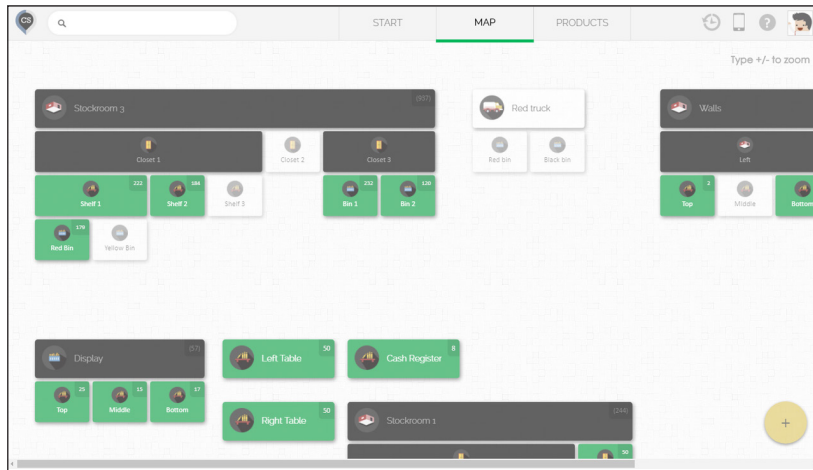 CS
START MAP PRODUCTS
?
Type +/- to zoom
Stockroom 3 (937)
Red truck
Walls
Closet 1 Closet 2 Closet 3
Red bin Black bin
Left
222 184 232 120 2
Shelf 1 Shelf 2 Shelf 3 Bin 1 Bin 2
Top Middle Bottom
179
Red Bin Yellow Bin
Display (57)
Left Table 50
Cash Register 8
25 15 17
Top Middle Bottom
Right Table 50
Stockroom 1 (244)
50
+